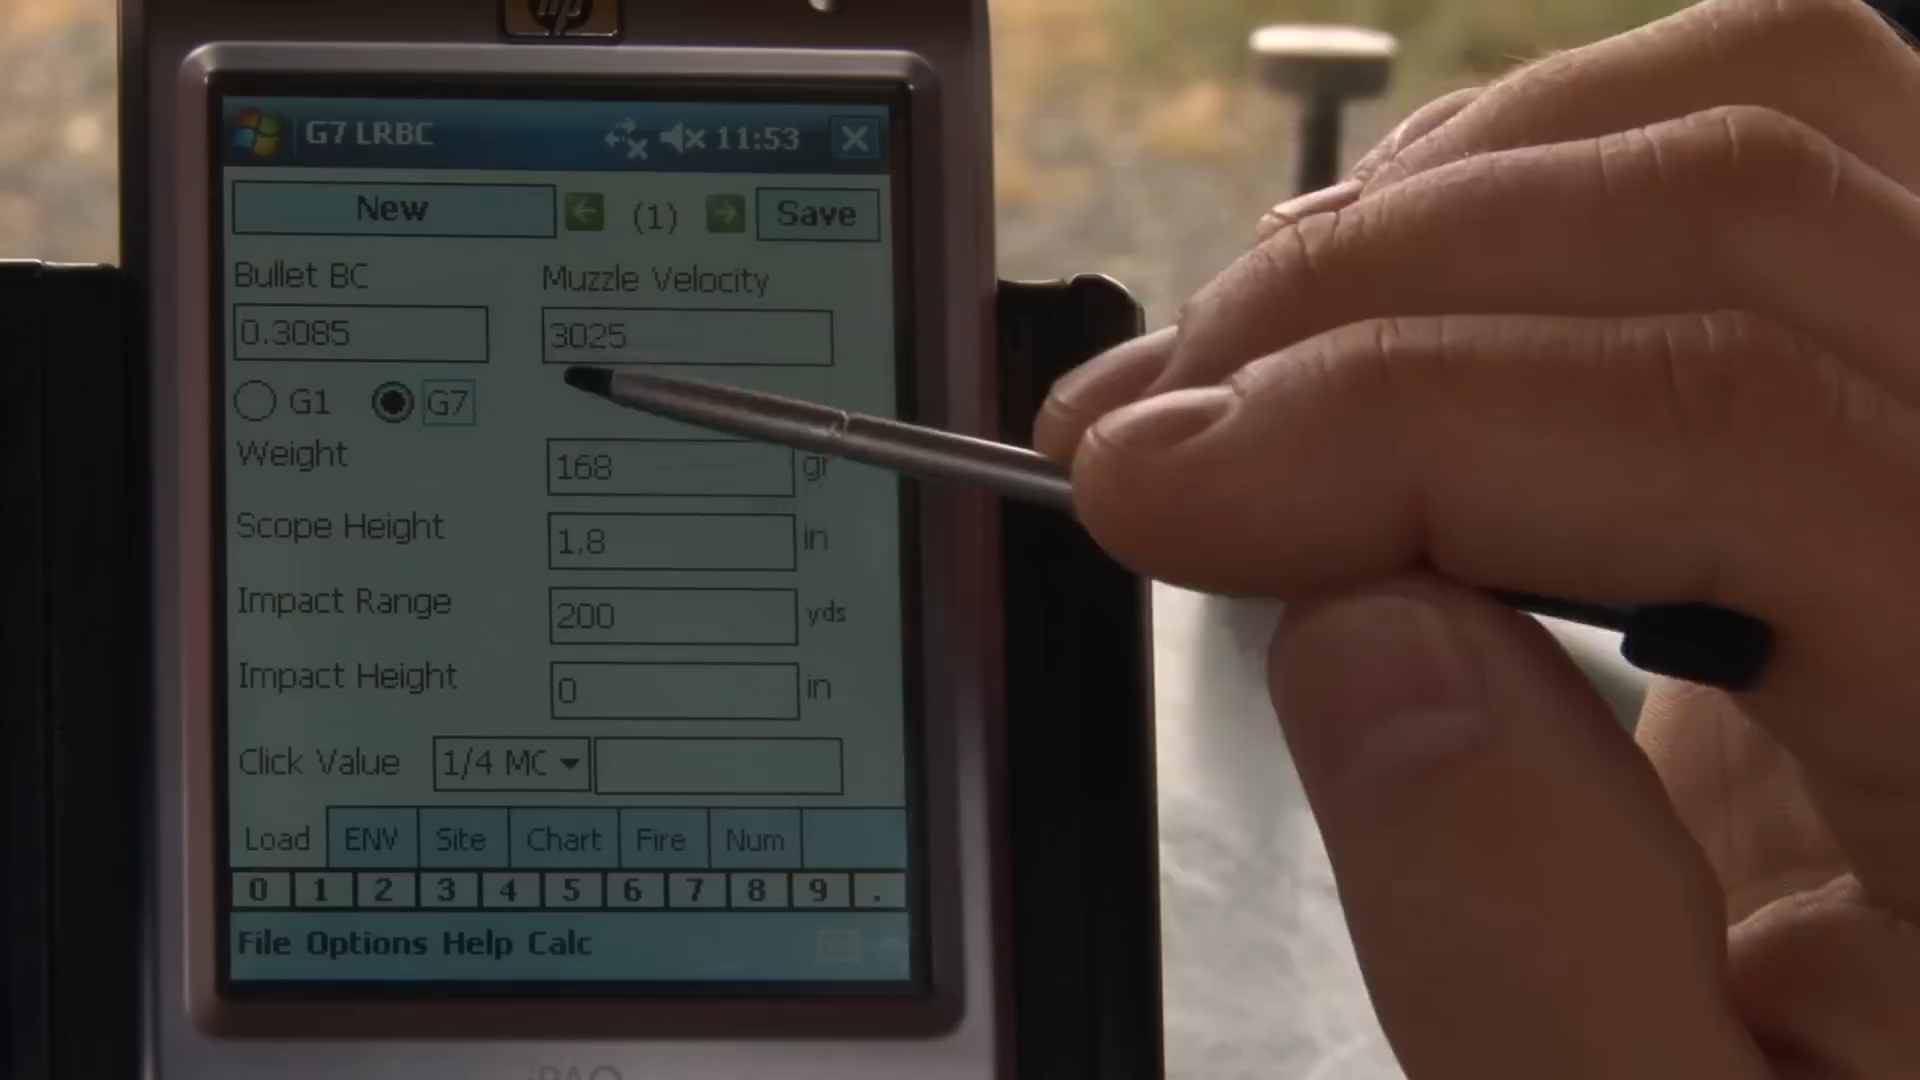 hp
G7 LRBC 11:53
New (1) Save
Bullet BC Muzzle Velocity
0.3085 3025
G1 G7
Weight 168 gr
Scope Height 1.8 in
Impact Range 200 yds
Impact Height 0 in
Click Value 1/4 MC
Load ENV Site Chart Fire Num
0 1 2 3 4 5 6 7 8 9 .
File Options Help Calc
iPAQ